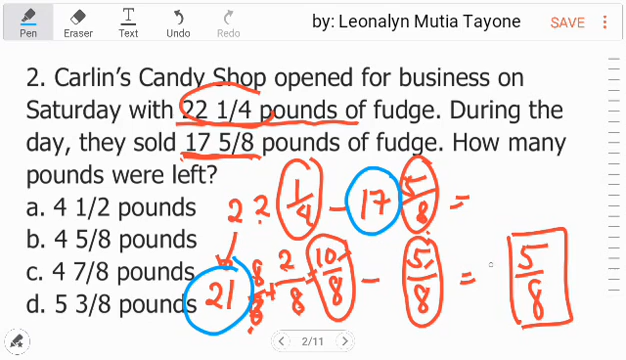 by: Leonalyn Mutia Tayone
SAVE
Pen
Eraser
Text
Undo
Redo
2. Carlin's Candy Shop opened for business on
Saturday with 22 1/4 pounds of fudge. During the
day, they sold 17 5/8 pounds of fudge. How many
pounds were left?
22 1/4 - 17 5/8 =
a. 4 1/2 pounds
b. 4 5/8 pounds
c. 4 7/8 pounds
d. 5 3/8 pounds
21 8/8 + 2/8 = 10/8 - 5/8 = 5/8
2/11